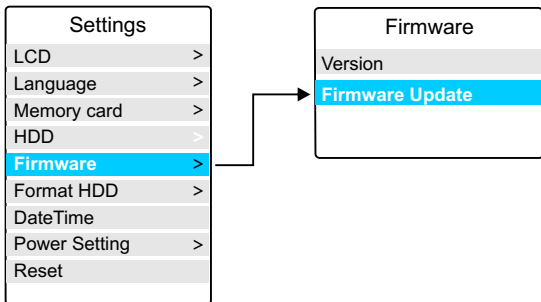 Settings
LCD >
Language >
Memory card >
HDD >
Firmware >
Format HDD >
DateTime
Power Setting >
Reset
Firmware
Version
Firmware Update